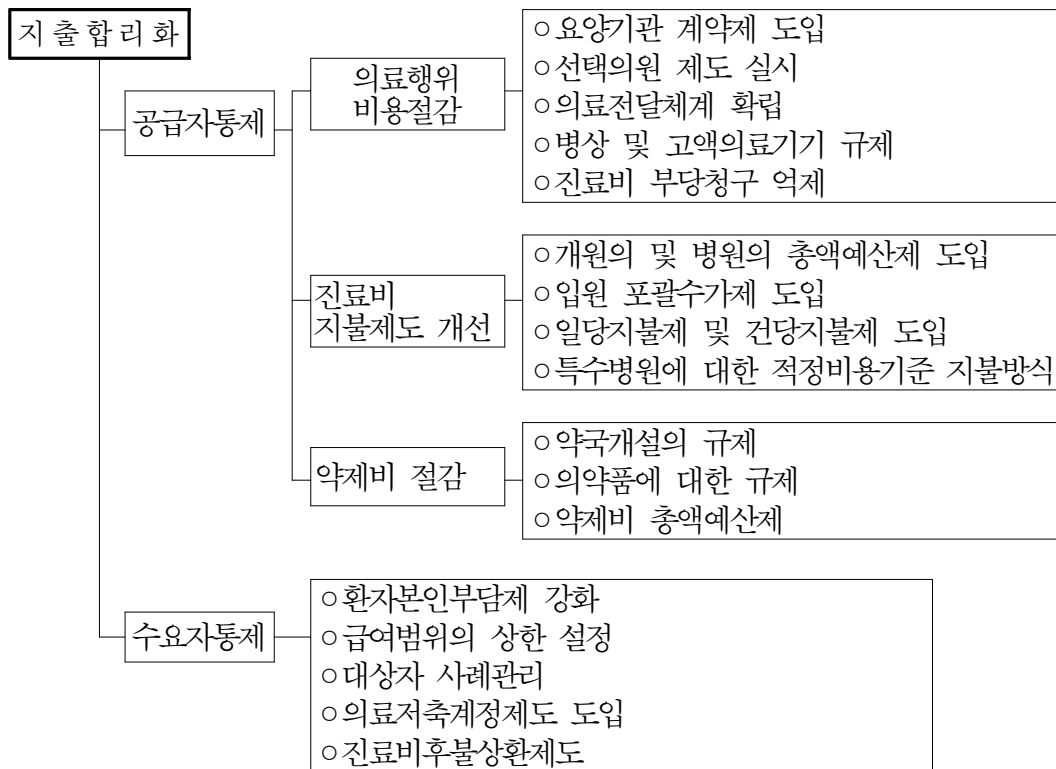 지출합리화
공급자통제
의료행위
비용절감
○요양기관 계약제 도입
○선택의원 제도 실시
○의료전달체계 확립
○병상 및 고액의료기기 규제
○진료비 부당청구 억제
진료비
지불제도 개선
○개원의 및 병원의 총액예산제 도입
○입원 포괄수가제 도입
○일당지불제 및 건당지불제 도입
○특수병원에 대한 적정비용기준 지불방식
약제비 절감
○약국개설의 규제
○의약품에 대한 규제
○약제비 총액예산제
수요자통제
○환자본인부담제 강화
○급여범위의 상한 설정
○대상자 사례관리
○의료저축계정제도 도입
○진료비후불상환제도